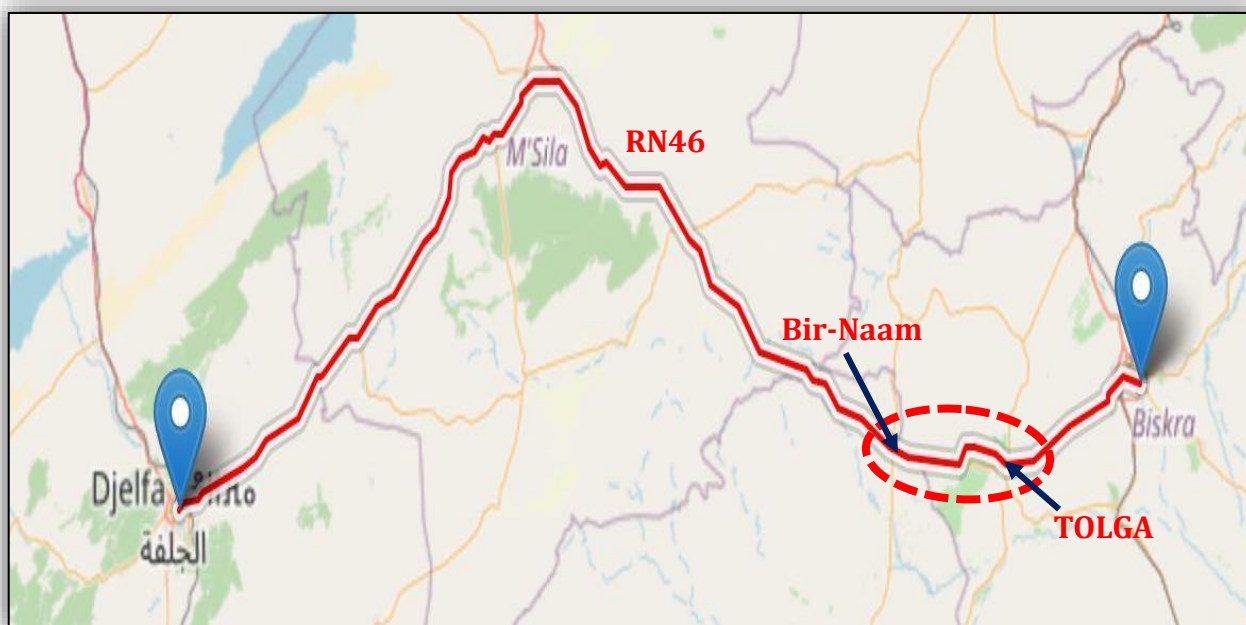 RN46
M'Sila
Bir-Naam
Biskra
Djelfa
الجلفة
TOLGA